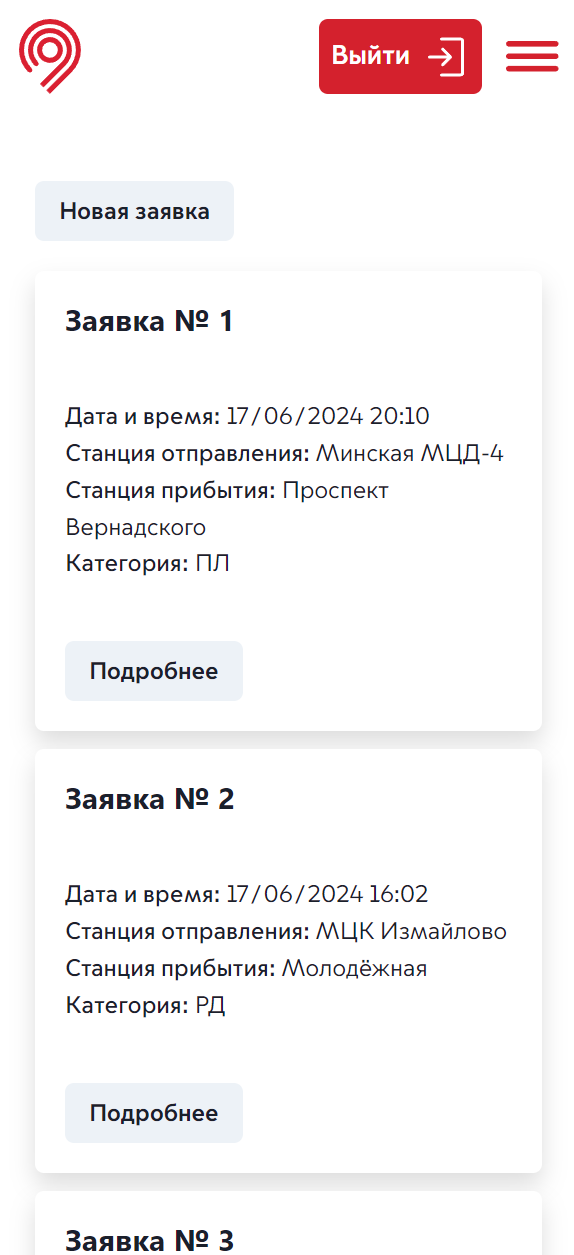 Выйти
Новая заявка
Заявка № 1
Дата и время: 17/06/2024 20:10
Станция отправления: Минская МЦД-4
Станция прибытия: Проспект
Вернадского
Категория: ПЛ
Подробнее
Заявка № 2
Дата и время: 17/06/2024 16:02
Станция отправления: МЦК Измайлово
Станция прибытия: Молодёжная
Категория: РД
Подробнее
Заявка № 3